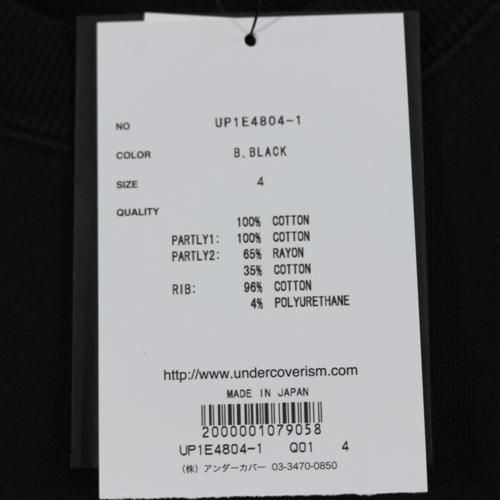 NO UP1E4804-1
COLOR B.BLACK
SIZE 4
QUALITY
100% COTTON
PARTLY1: 100% COTTON
PARTLY2: 65% RAYON
35% COTTON
RIB: 96% COTTON
4% POLYURETHANE
http://www.undercoverism.com
MADE IN JAPAN
2000001079058
UP1E4804-1 Q01 4
(株) アンダーカバー 03-3470-0850